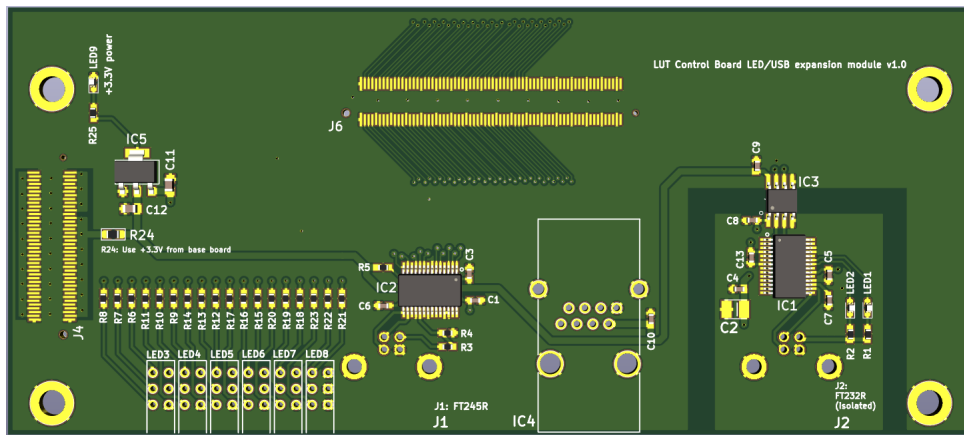 LUT Control Board LED/USB expansion module v1.0
LED9
+3.3V power
R25
IC5
C11
C12
R24
R24: Use +3.3V from base board
J6
J4
C9
IC3
C8
C13
C4
C2
IC1
C5
C7
LED2
LED1
R2
R1
R5
IC2
C6
C3
C1
R4
R3
C10
R8
R7
R6
R11
R10
R9
R14
R13
R12
R17
R16
R15
R20
R19
R18
R23
R22
R21
LED3
LED4
LED5
LED6
LED7
LED8
J1: FT245R
J1
IC4
J2:
FT232R
(Isolated)
J2